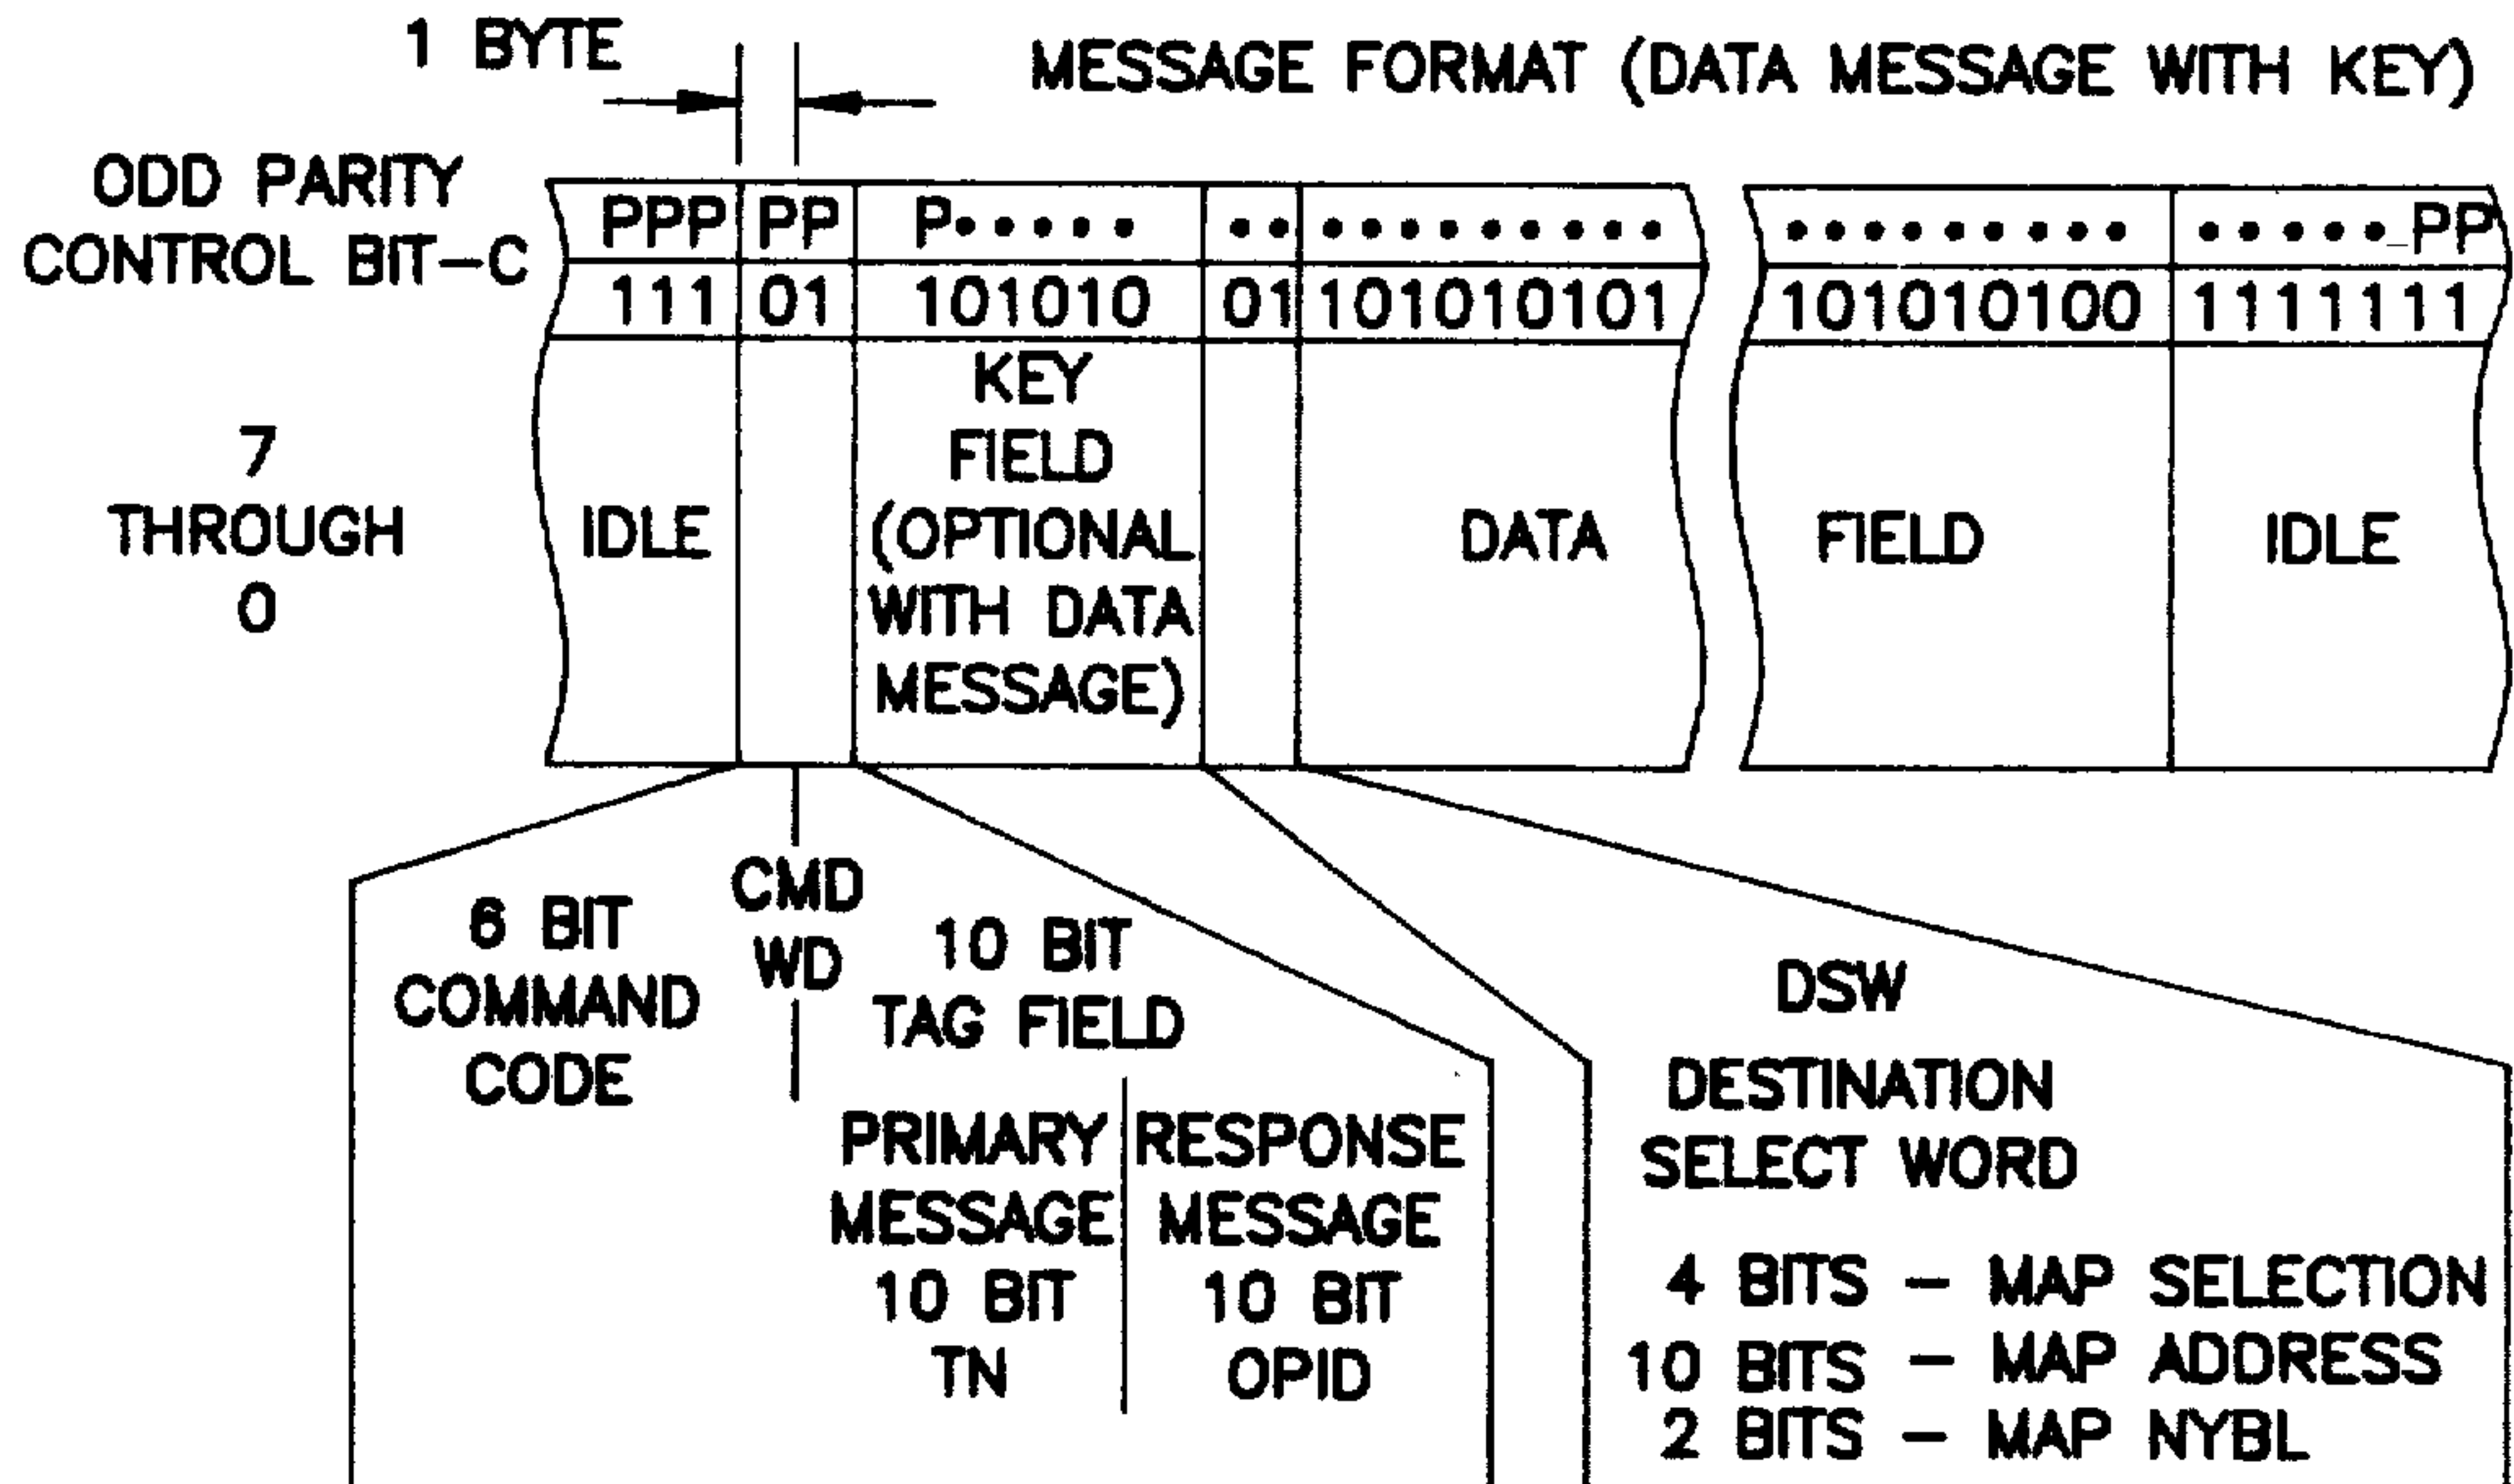 1 BYTE
MESSAGE FORMAT (DATA MESSAGE WITH KEY)
ODD PARITY
CONTROL BIT-C
PPP PP P••••• •• ••••••••• ••••••••• •••••_PP
111 01 101010 01 101010101 101010100 1111111
7
THROUGH
0
IDLE
KEY
FIELD
(OPTIONAL
WITH DATA
MESSAGE)
DATA
FIELD
IDLE
6 BIT
COMMAND
CODE
CMD
WD
10 BIT
TAG FIELD
PRIMARY
MESSAGE
10 BIT
TN
RESPONSE
MESSAGE
10 BIT
OPID
DSW
DESTINATION
SELECT WORD
4 BITS - MAP SELECTION
10 BITS - MAP ADDRESS
2 BITS - MAP NYBL